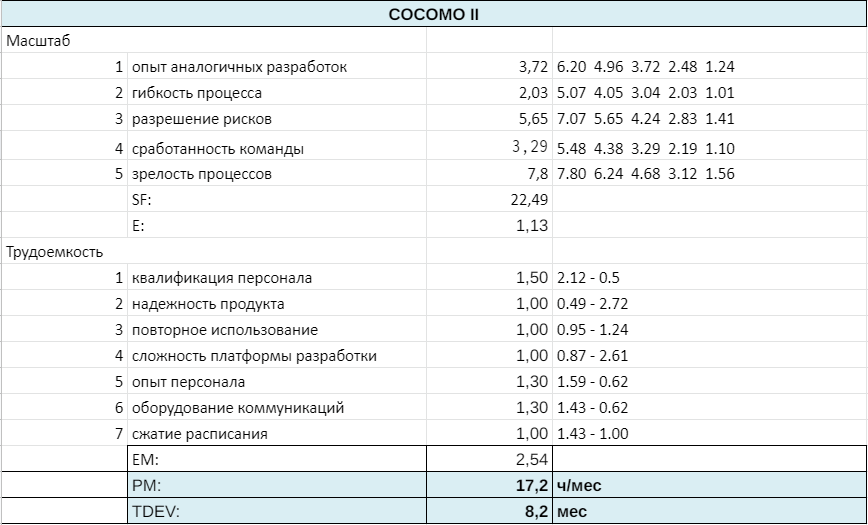 COCOMO II
Масштаб
1 опыт аналогичных разработок 3,72 6.20 4.96 3.72 2.48 1.24
2 гибкость процесса 2,03 5.07 4.05 3.04 2.03 1.01
3 разрешение рисков 5,65 7.07 5.65 4.24 2.83 1.41
4 сработанность команды 3,29 5.48 4.38 3.29 2.19 1.10
5 зрелость процессов 7,8 7.80 6.24 4.68 3.12 1.56
SF: 22,49
E: 1,13
Трудоемкость
1 квалификация персонала 1,50 2.12 - 0.5
2 надежность продукта 1,00 0.49 - 2.72
3 повторное использование 1,00 0.95 - 1.24
4 сложность платформы разработки 1,00 0.87 - 2.61
5 опыт персонала 1,30 1.59 - 0.62
6 оборудование коммуникаций 1,30 1.43 - 0.62
7 сжатие расписания 1,00 1.43 - 1.00
EM: 2,54
PM: 17,2 ч/мес
TDEV: 8,2 мес